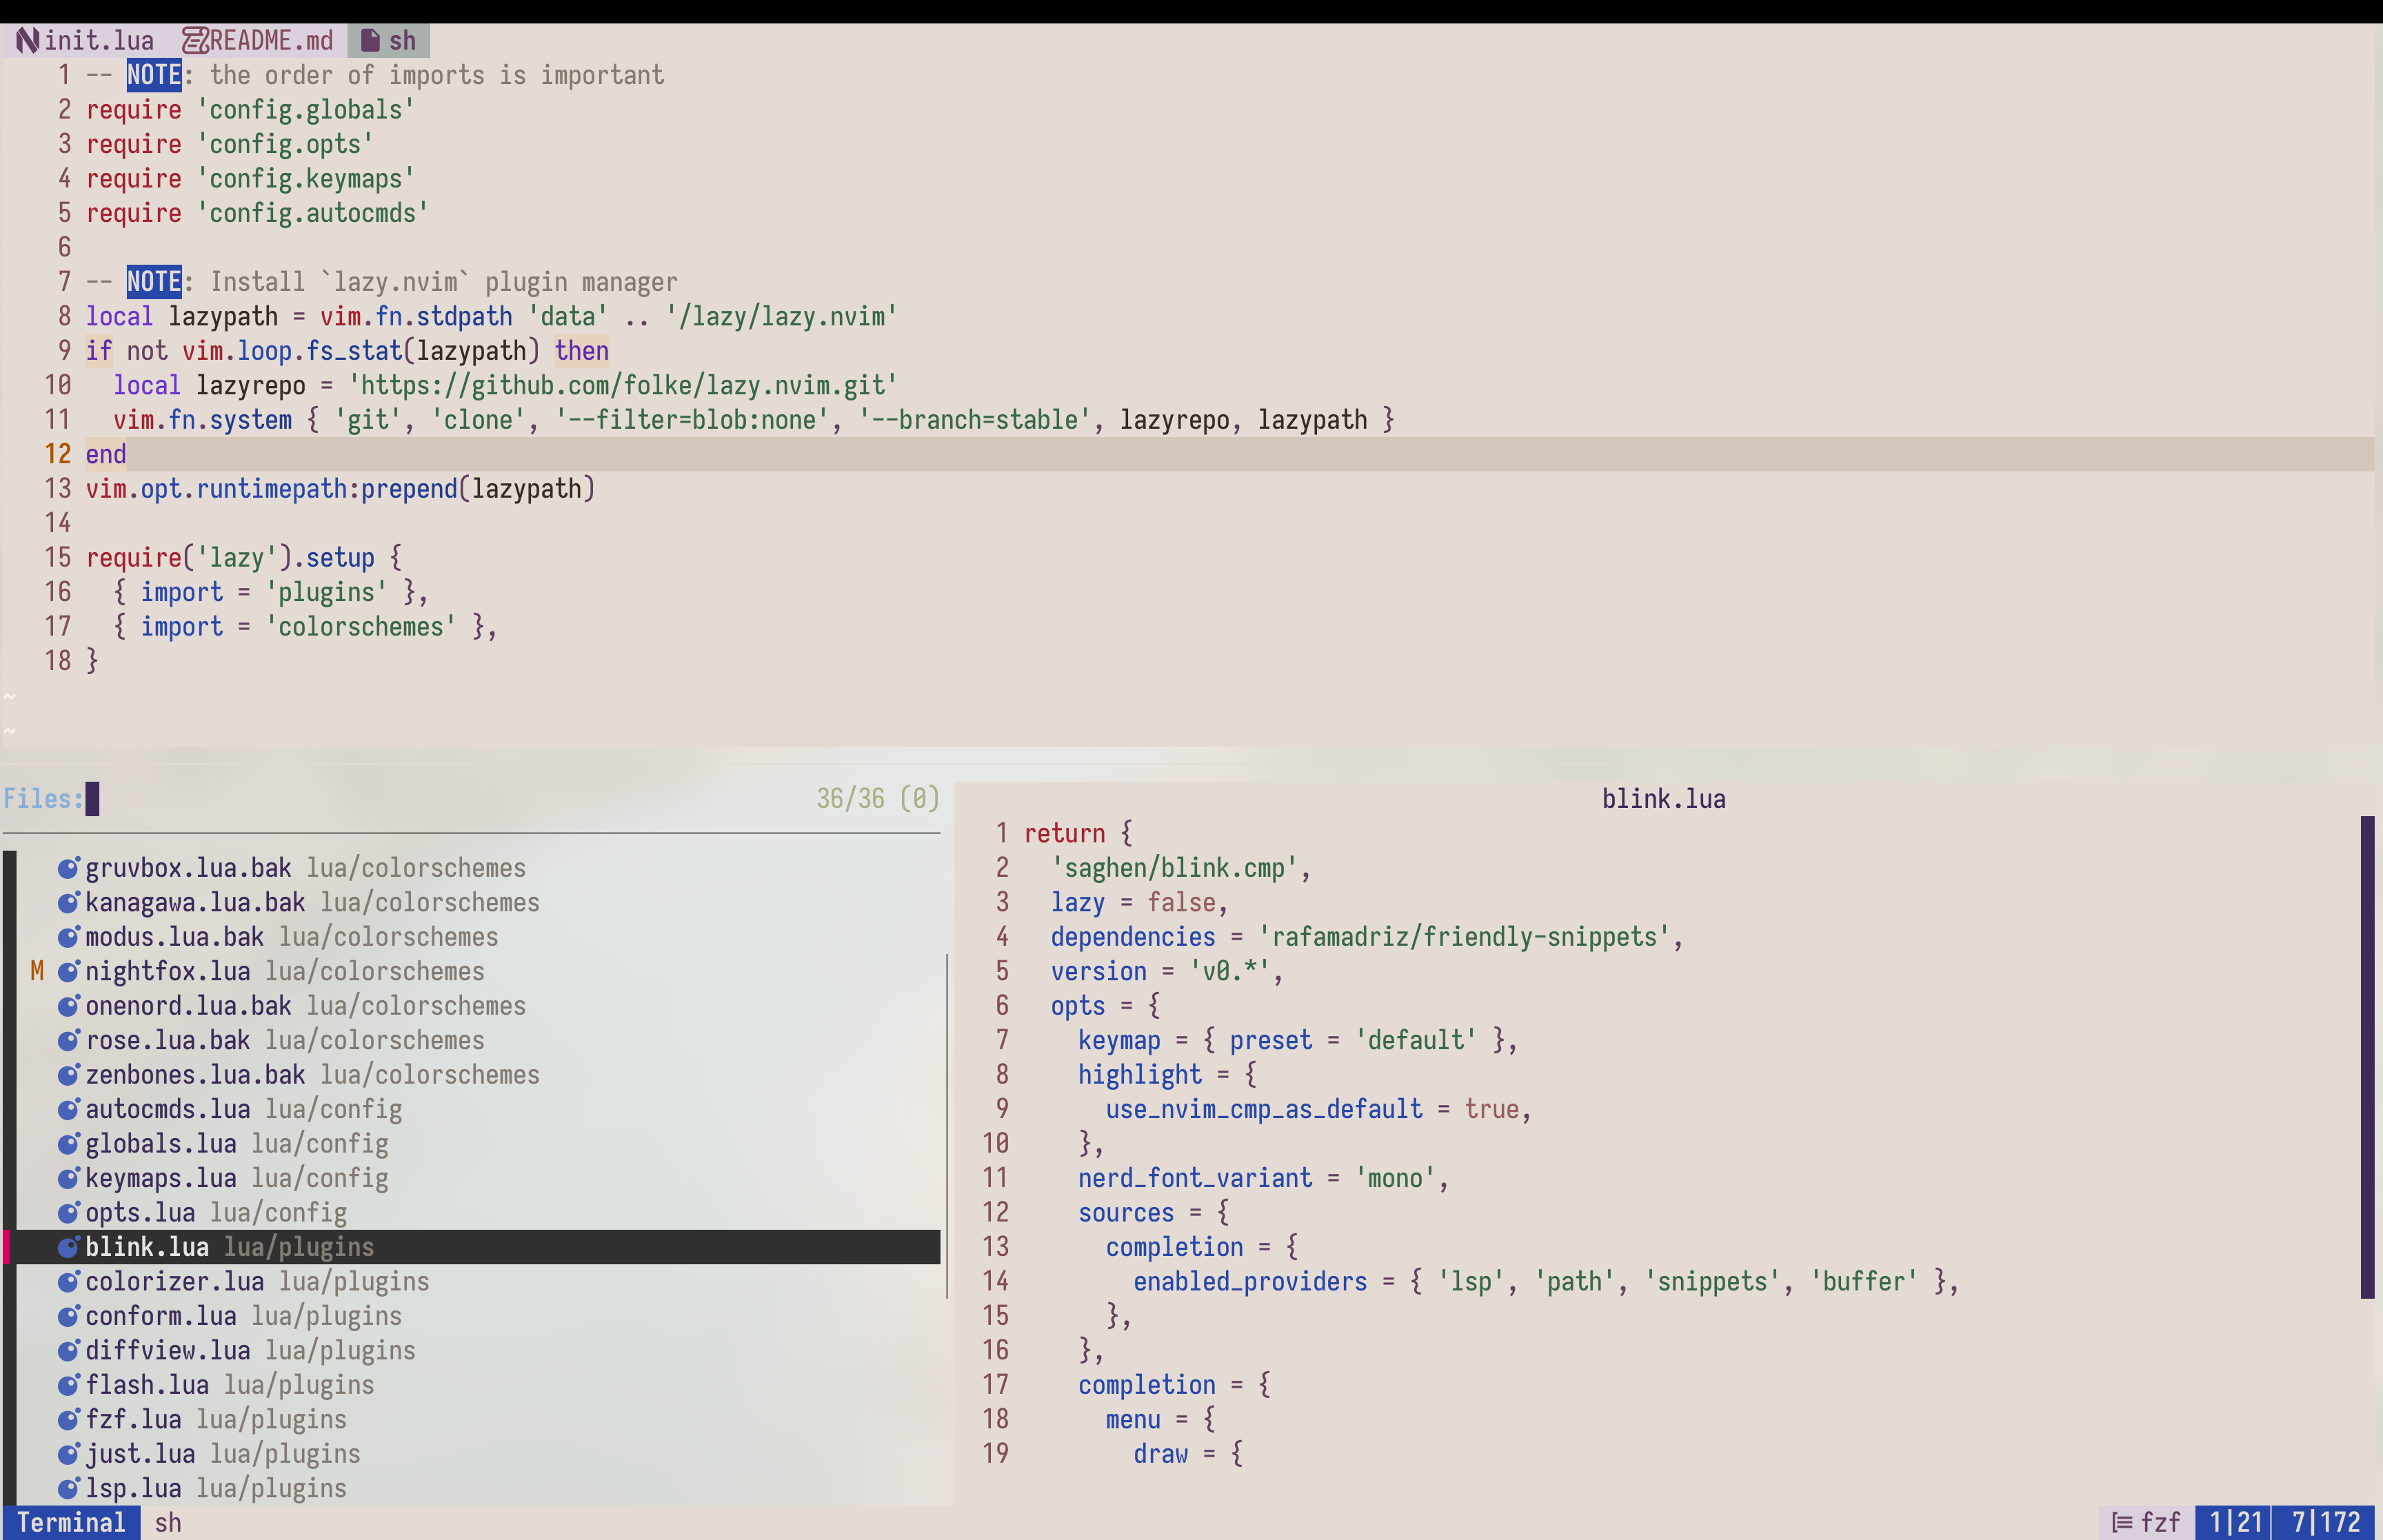 init.lua README.md sh
1 -- NOTE: the order of imports is important
2 require 'config.globals'
3 require 'config.opts'
4 require 'config.keymaps'
5 require 'config.autocmds'
6
7 -- NOTE: Install `lazy.nvim` plugin manager
8 local lazypath = vim.fn.stdpath 'data' .. '/lazy/lazy.nvim'
9 if not vim.loop.fs_stat(lazypath) then
10   local lazyrepo = 'https://github.com/folke/lazy.nvim.git'
11   vim.fn.system { 'git', 'clone', '--filter=blob:none', '--branch=stable', lazyrepo, lazypath }
12 end
13 vim.opt.runtimepath:prepend(lazypath)
14
15 require('lazy').setup {
16   { import = 'plugins' },
17   { import = 'colorschemes' },
18 }
~
~
Files: 36/36 (0)
gruvbox.lua.bak lua/colorschemes
kanagawa.lua.bak lua/colorschemes
modus.lua.bak lua/colorschemes
M nightfox.lua lua/colorschemes
onenord.lua.bak lua/colorschemes
rose.lua.bak lua/colorschemes
zenbones.lua.bak lua/colorschemes
autocmds.lua lua/config
globals.lua lua/config
keymaps.lua lua/config
opts.lua lua/config
blink.lua lua/plugins
colorizer.lua lua/plugins
conform.lua lua/plugins
diffview.lua lua/plugins
flash.lua lua/plugins
fzf.lua lua/plugins
just.lua lua/plugins
lsp.lua lua/plugins
blink.lua
1 return {
2   'saghen/blink.cmp',
3   lazy = false,
4   dependencies = 'rafamadriz/friendly-snippets',
5   version = 'v0.*',
6   opts = {
7     keymap = { preset = 'default' },
8     highlight = {
9       use_nvim_cmp_as_default = true,
10     },
11     nerd_font_variant = 'mono',
12     sources = {
13       completion = {
14         enabled_providers = { 'lsp', 'path', 'snippets', 'buffer' },
15       },
16     },
17     completion = {
18       menu = {
19         draw = {
Terminal sh fzf 1|21 7|172